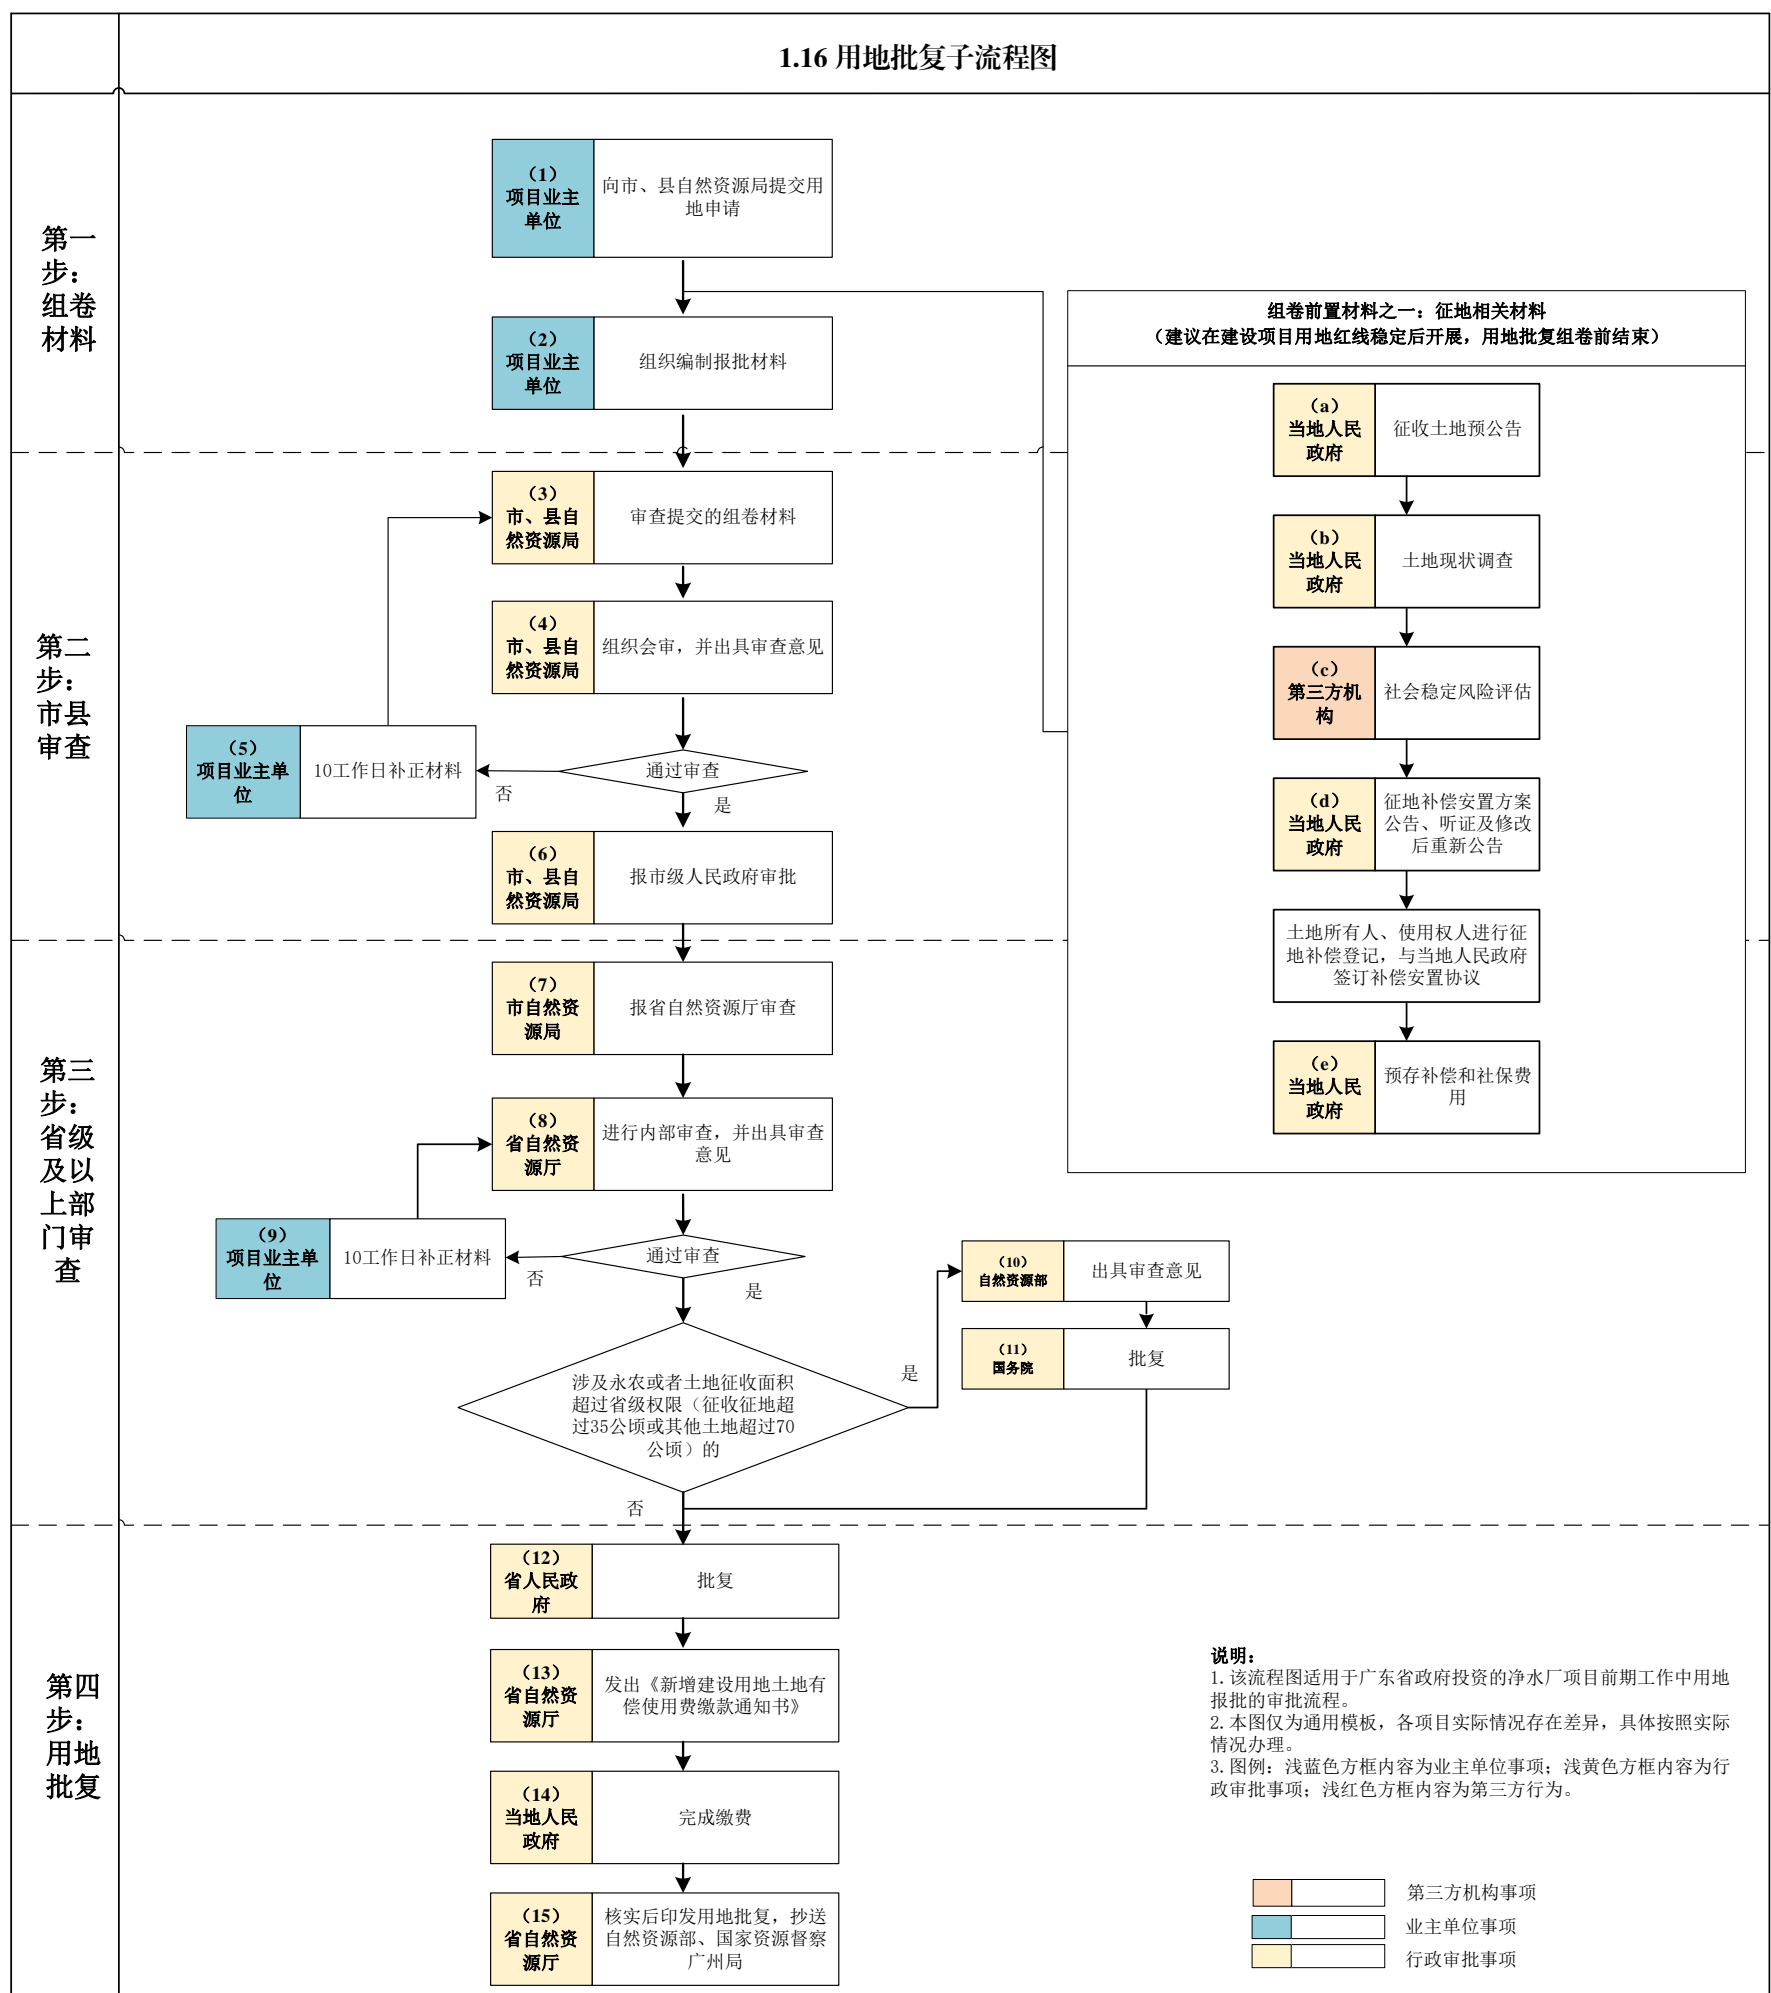 1.16 用地批复子流程图
第一
步：
组卷
材料
（1）
项目业主
单位
向市、县自然资源局提交用
地申请
（2）
项目业主
单位
组织编制报批材料
组卷前置材料之一：征地相关材料
（建议在建设项目用地红线稳定后开展，用地批复组卷前结束）
（a）
当地人民
政府
征收土地预公告
（b）
当地人民
政府
土地现状调查
（c）
第三方机
构
社会稳定风险评估
（d）
当地人民
政府
征地补偿安置方案
公告、听证及修改
后重新公告
土地所有人、使用权人进行征
地补偿登记，与当地人民政府
签订补偿安置协议
（e）
当地人民
政府
预存补偿和社保费
用
第二
步：
市县
审查
（3）
市、县自
然资源局
审查提交的组卷材料
（4）
市、县自
然资源局
组织会审，并出具审查意见
通过审查
否
是
（5）
项目业主单
位
10工作日补正材料
（6）
市、县自
然资源局
报市级人民政府审批
第三
步：
省级
及以
上部
门审
查
（7）
市自然资
源局
报省自然资源厅审查
（8）
省自然资
源厅
进行内部审查，并出具审查
意见
通过审查
否
是
（9）
项目业主单
位
10工作日补正材料
涉及永农或者土地征收面积
超过省级权限（征收征地超
过35公顷或其他土地超过70
公顷）的
是
否
（10）
自然资源部
出具审查意见
（11）
国务院
批复
第四
步：
用地
批复
（12）
省人民政
府
批复
（13）
省自然资
源厅
发出《新增建设用地土地有
偿使用费缴款通知书》
（14）
当地人民
政府
完成缴费
（15）
省自然资
源厅
核实后印发用地批复，抄送
自然资源部、国家资源督察
广州局
说明：
1.该流程图适用于广东省政府投资的净水厂项目前期工作中用地
报批的审批流程。
2.本图仅为通用模板，各项目实际情况存在差异，具体按照实际
情况办理。
3.图例：浅蓝色方框内容为业主单位事项；浅黄色方框内容为行
政审批事项；浅红色方框内容为第三方行为。
第三方机构事项
业主单位事项
行政审批事项